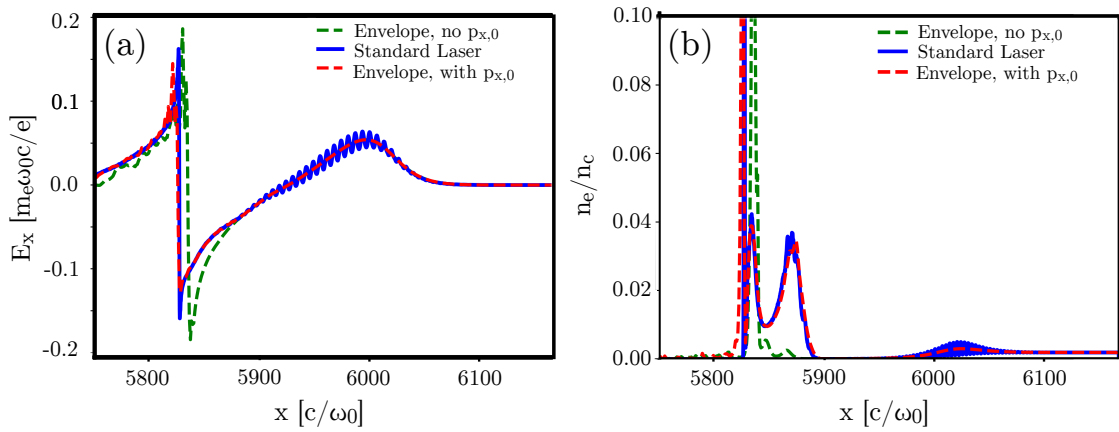 (a)
Envelope, no pₓ,₀
Standard Laser
Envelope, with pₓ,₀
Eₓ [mₑω₀c/e]
0.2
0.1
0.0
-0.1
-0.2
5800
5900
6000
6100
x [c/ω₀]
(b)
Envelope, no pₓ,₀
Standard Laser
Envelope, with pₓ,₀
nₑ/n_c
0.10
0.08
0.06
0.04
0.02
0.00
5800
5900
6000
6100
x [c/ω₀]